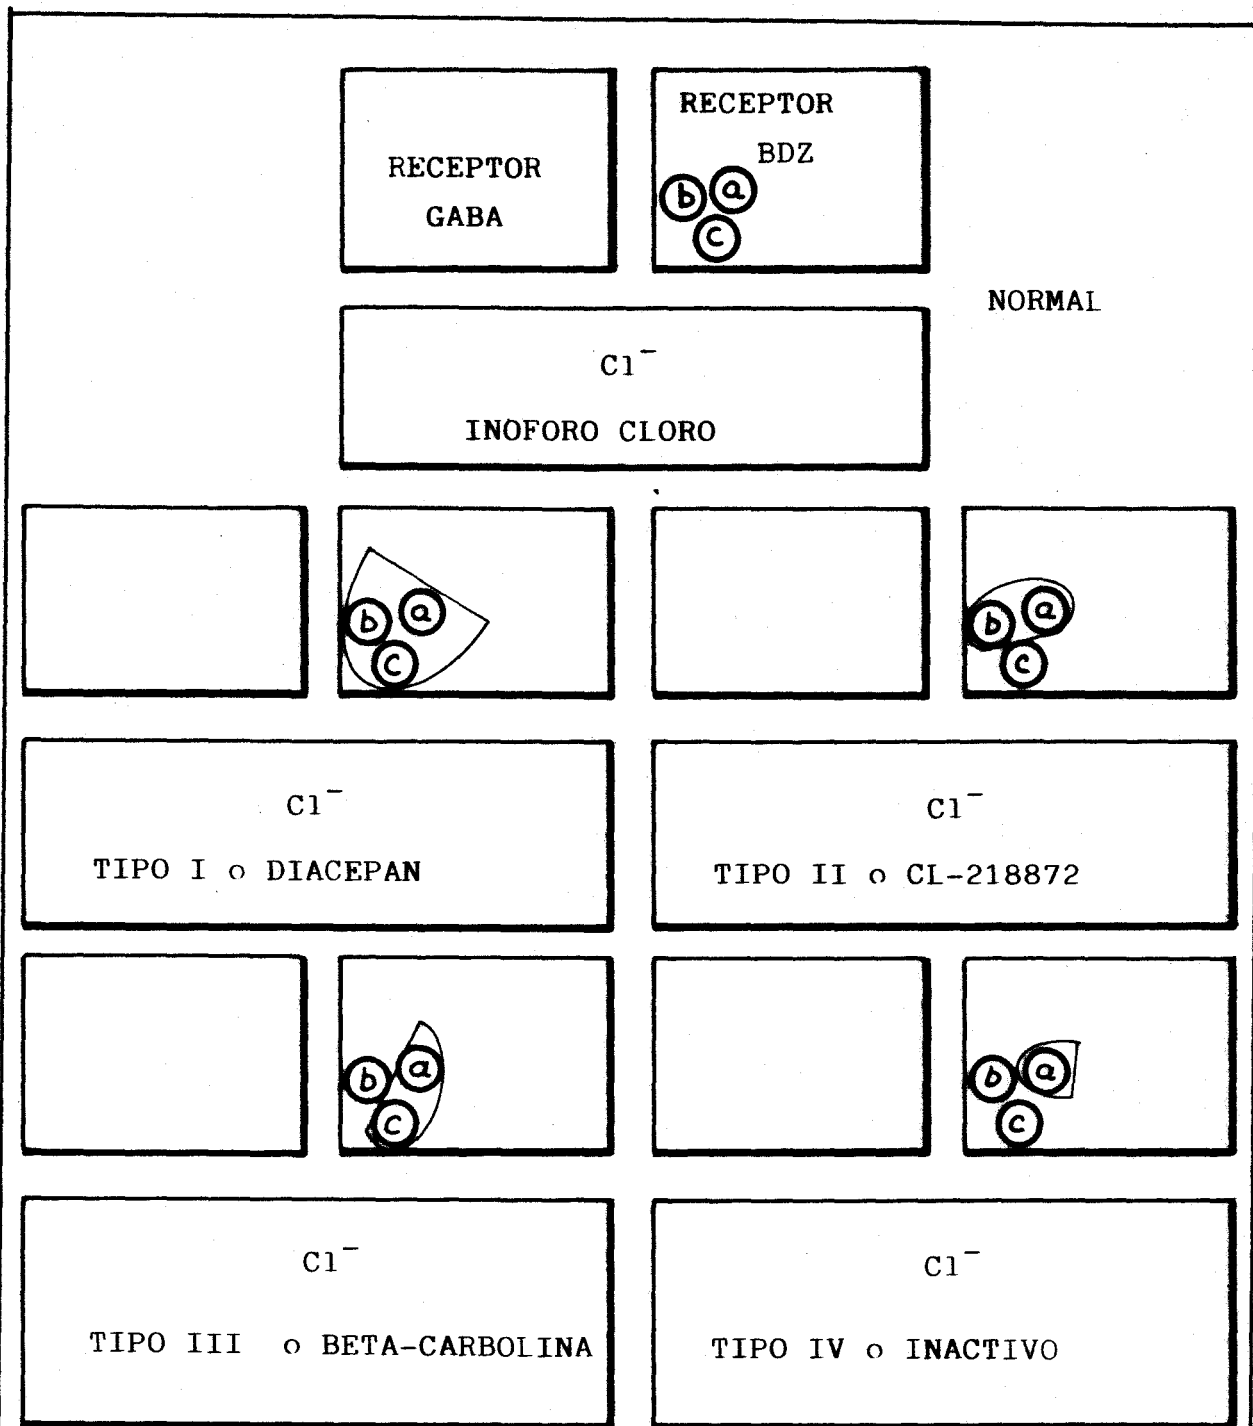 RECEPTOR
GABA
RECEPTOR
BDZ
b a
c
NORMAL
Cl⁻
INOFORO CLORO
b a
c
b a
c
Cl⁻
TIPO I o DIACEPAN
Cl⁻
TIPO II o CL-218872
b a
c
b a
c
Cl⁻
TIPO III o BETA-CARBOLINA
Cl⁻
TIPO IV o INACTIVO